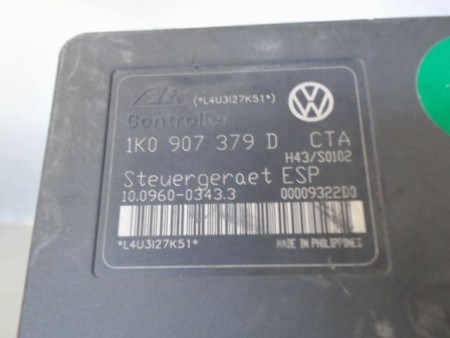 Ate (*L4U3I27K51*)
Controller
1K0 907 379 D CTA
H43/S0102
Steuergeraet ESP
10.0960-0343.3 00009322D0
*L4U3I27K51* MADE IN PHILIPPINES